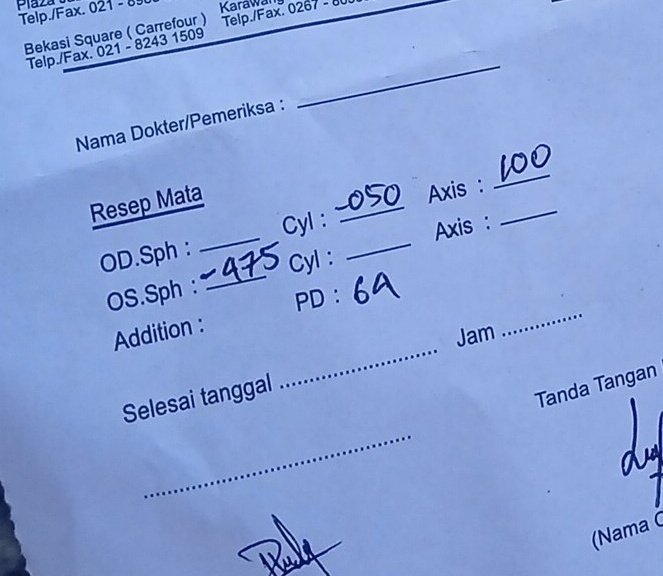 Telp./Fax. 021 -
Karawang
Bekasi Square ( Carrefour )
Telp./Fax. 0267 -
Telp./Fax. 021 - 8243 1509
Nama Dokter/Pemeriksa :
Resep Mata
OD.Sph : Cyl : -050 Axis : 100
OS.Sph : -475 Cyl : Axis :
Addition : PD :
Selesai tanggal Jam
Tanda Tangan
(Nama